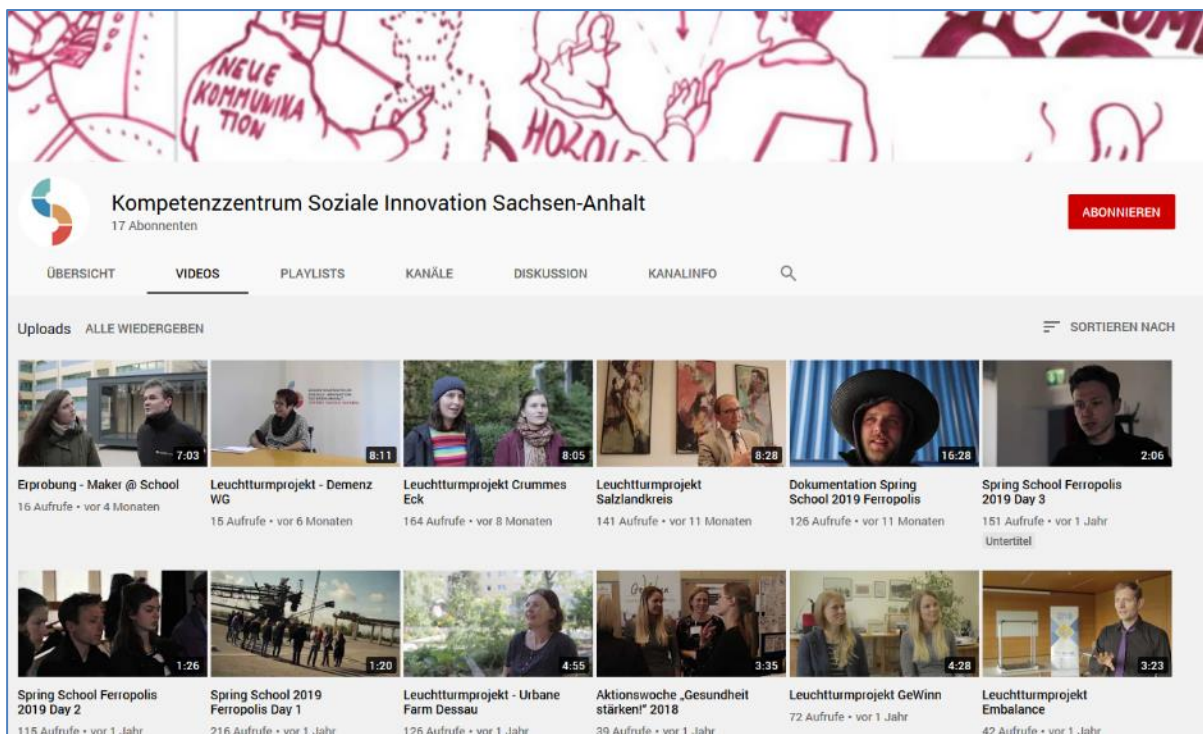 NEUE
KOMMUNIKA
TION
Kompetenzzentrum Soziale Innovation Sachsen-Anhalt
17 Abonnenten
ABONNIEREN
ÜBERSICHT VIDEOS PLAYLISTS KANÄLE DISKUSSION KANALINFO
Uploads ALLE WIEDERGEBEN SORTIEREN NACH
7:03 8:11 8:05 8:28 16:28 2:06
Erprobung - Maker @ School
16 Aufrufe • vor 4 Monaten
Leuchtturmprojekt - Demenz
WG
15 Aufrufe • vor 6 Monaten
Leuchtturmprojekt Crummes
Eck
164 Aufrufe • vor 8 Monaten
Leuchtturmprojekt
Salzlandkreis
141 Aufrufe • vor 11 Monaten
Dokumentation Spring
School 2019 Ferropolis
126 Aufrufe • vor 11 Monaten
Spring School Ferropolis
2019 Day 3
151 Aufrufe • vor 1 Jahr
Untertitel
1:26 1:20 4:55 3:35 4:28 3:23
Spring School Ferropolis
2019 Day 2
115 Aufrufe • vor 1 Jahr
Spring School 2019
Ferropolis Day 1
216 Aufrufe • vor 1 Jahr
Leuchtturmprojekt - Urbane
Farm Dessau
126 Aufrufe • vor 1 Jahr
Aktionswoche „Gesundheit
stärken!" 2018
39 Aufrufe • vor 1 Jahr
Leuchtturmprojekt GeWinn
72 Aufrufe • vor 1 Jahr
Leuchtturmprojekt
Embalance
42 Aufrufe • vor 1 Jahr